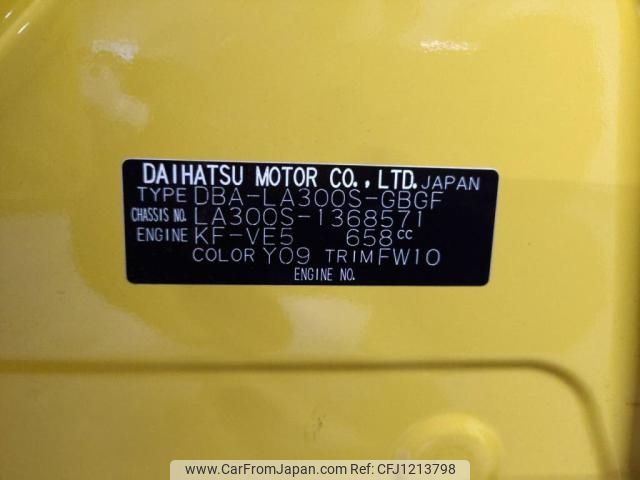 DAIHATSU MOTOR CO., LTD. JAPAN
TYPE DBA-LA300S-GBGF
CHASSIS NO. LA300S-1368571
ENGINE KF-VE5 658cc
COLOR Y09 TRIM FW10
ENGINE NO.
CarFromJapan
www.CarFromJapan.com | CFJ1213798